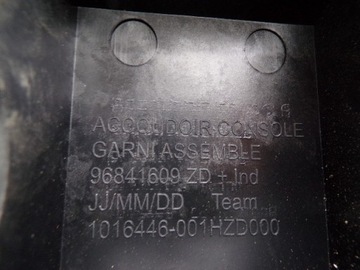 ACCOUDOIR CONSOLE
GARNI ASSEMBLE
96841609 ZD + ind
JJ/MM/DD Team
1016446-001HZD000